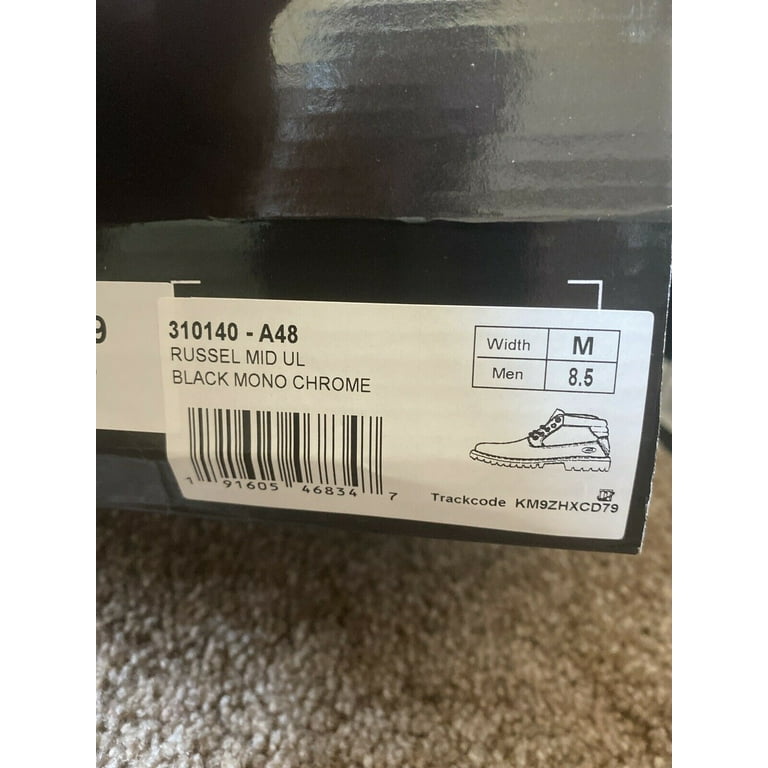 9
310140 - A48
RUSSEL MID UL
BLACK MONO CHROME
Width M
Men 8.5
1 91605 46834 7
Trackcode KM9ZHXCD79